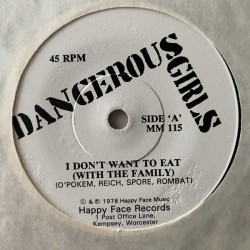 DANGEROUS
GIRLS
45 RPM
SIDE 'A'
MM 115
I DON'T WANT TO EAT
(WITH THE FAMILY)
(O'POKEM, REICH, SPORE, ROMBAT)
© & ℗ 1978 Happy Face Music
Happy Face Records
1 Post Office Lane,
Kempsey, Worcester